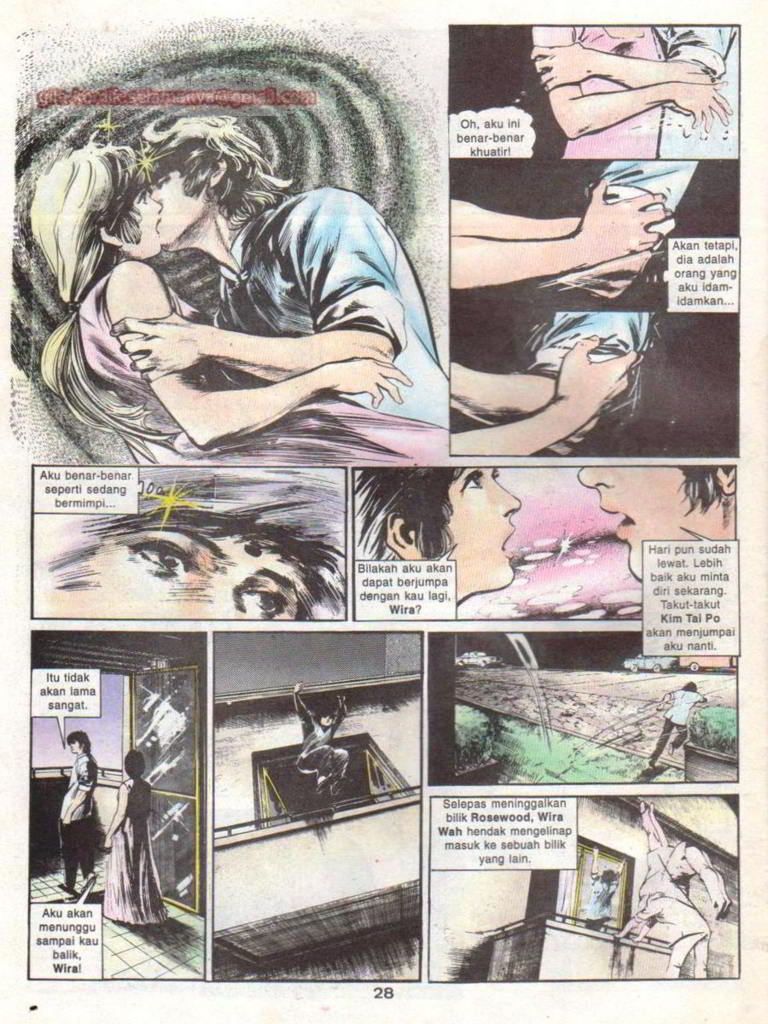 Oh, aku ini
benar-benar
khuatir!
Akan tetapi,
dia adalah
orang yang
aku idam-
idamkan...
Aku benar-benar
seperti sedang
bermimpi...
Bilakah aku akan
dapat berjumpa
dengan kau lagi,
Wira?
Hari pun sudah
lewat. Lebih
baik aku minta
diri sekarang.
Takut-takut
Kim Tai Po
akan menjumpai
aku nanti.
Itu tidak
akan lama
sangat.
Aku akan
menunggu
sampai kau
balik,
Wira!
Selepas meninggalkan
bilik Rosewood, Wira
Wah hendak mengelinap
masuk ke sebuah bilik
yang lain.
28